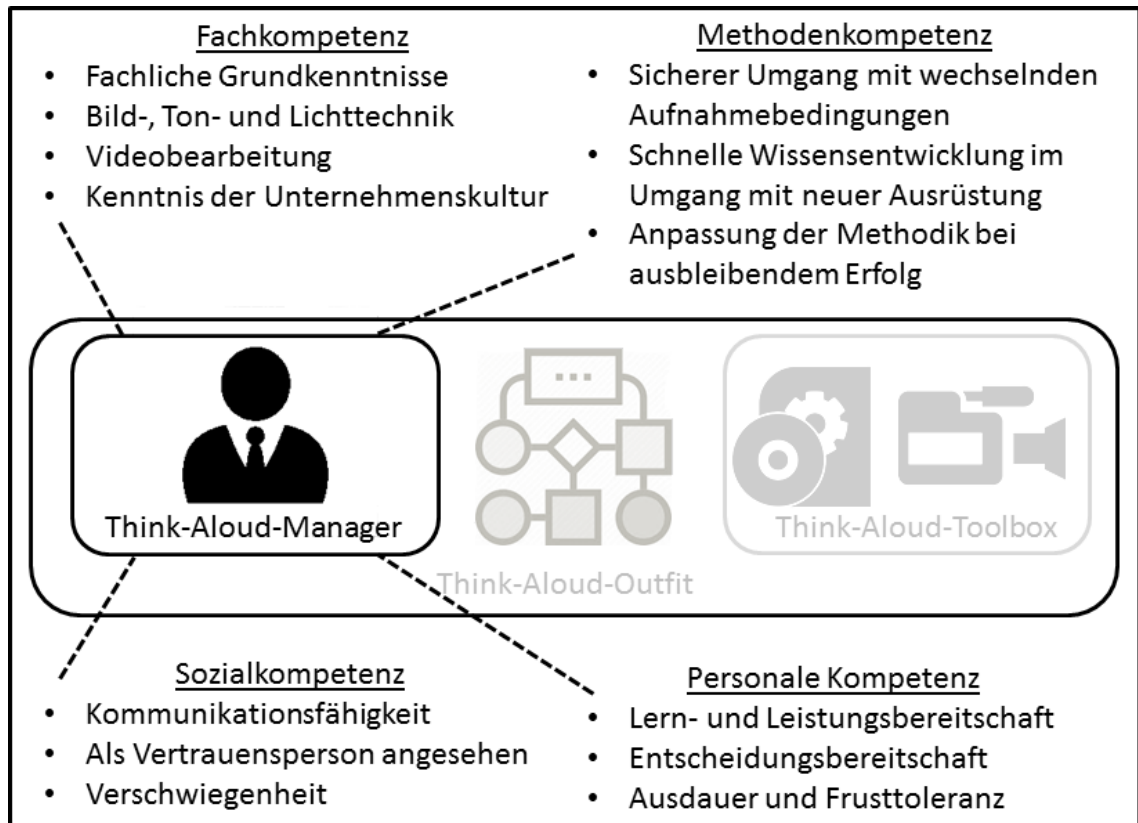 Fachkompetenz
• Fachliche Grundkenntnisse
• Bild-, Ton- und Lichttechnik
• Videobearbeitung
• Kenntnis der Unternehmenskultur
Methodenkompetenz
• Sicherer Umgang mit wechselnden
Aufnahmebedingungen
• Schnelle Wissensentwicklung im
Umgang mit neuer Ausrüstung
• Anpassung der Methodik bei
ausbleibendem Erfolg
...
Think-Aloud-Manager
Think-Aloud-Outfit
Think-Aloud-Toolbox
Sozialkompetenz
• Kommunikationsfähigkeit
• Als Vertrauensperson angesehen
• Verschwiegenheit
Personale Kompetenz
• Lern- und Leistungsbereitschaft
• Entscheidungsbereitschaft
• Ausdauer und Frusttoleranz